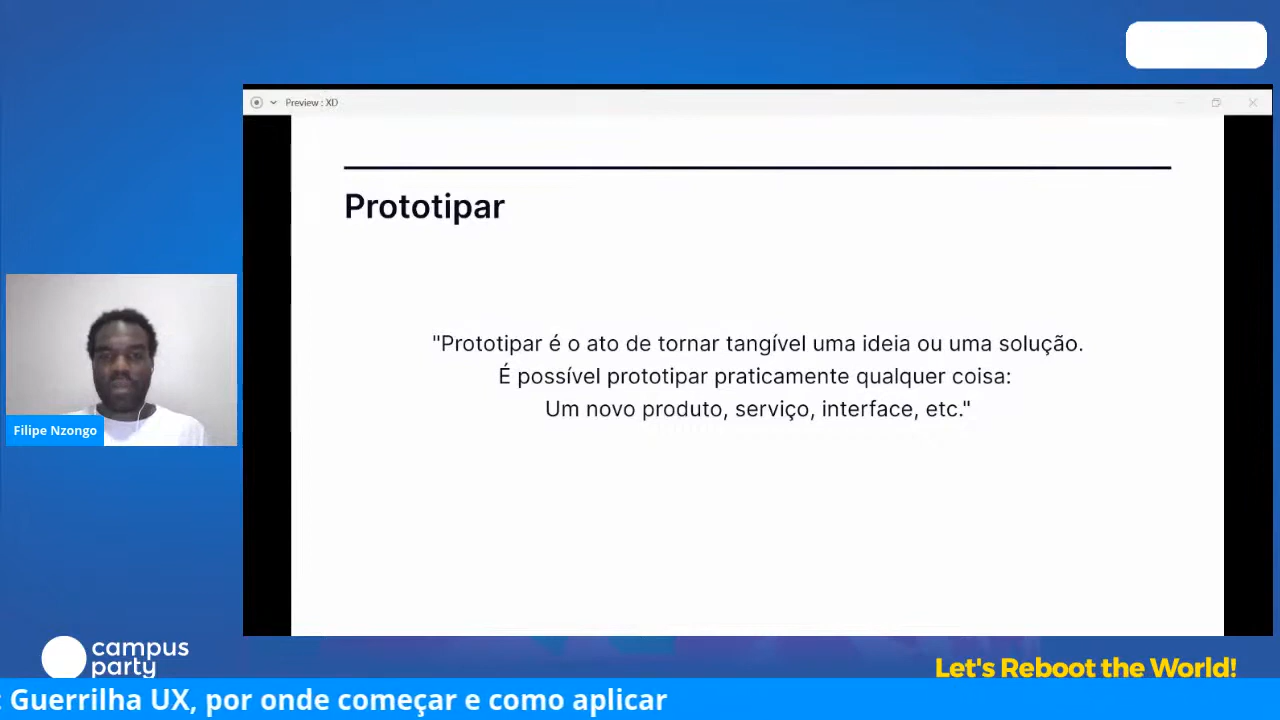 Preview : XD
Prototipar
"Prototipar é o ato de tornar tangível uma ideia ou uma solução.
É possível prototipar praticamente qualquer coisa:
Um novo produto, serviço, interface, etc."
Filipe Nzongo
campus
party
Let's Reboot the World!
: Guerrilha UX, por onde começar e como aplicar